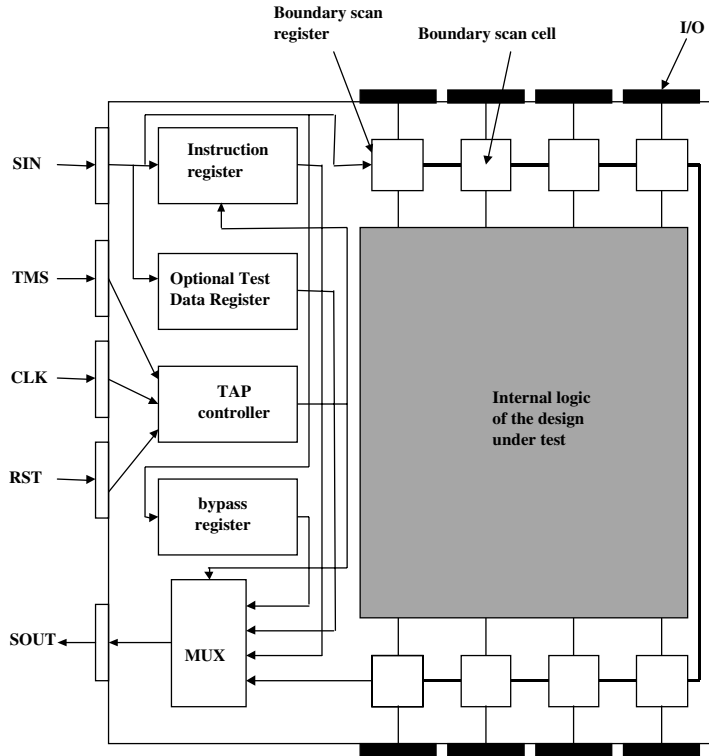 Boundary scan
register
Boundary scan cell
I/O
SIN
Instruction
register
TMS
Optional Test
Data Register
CLK
TAP
controller
Internal logic
of the design
under test
RST
bypass
register
SOUT
MUX